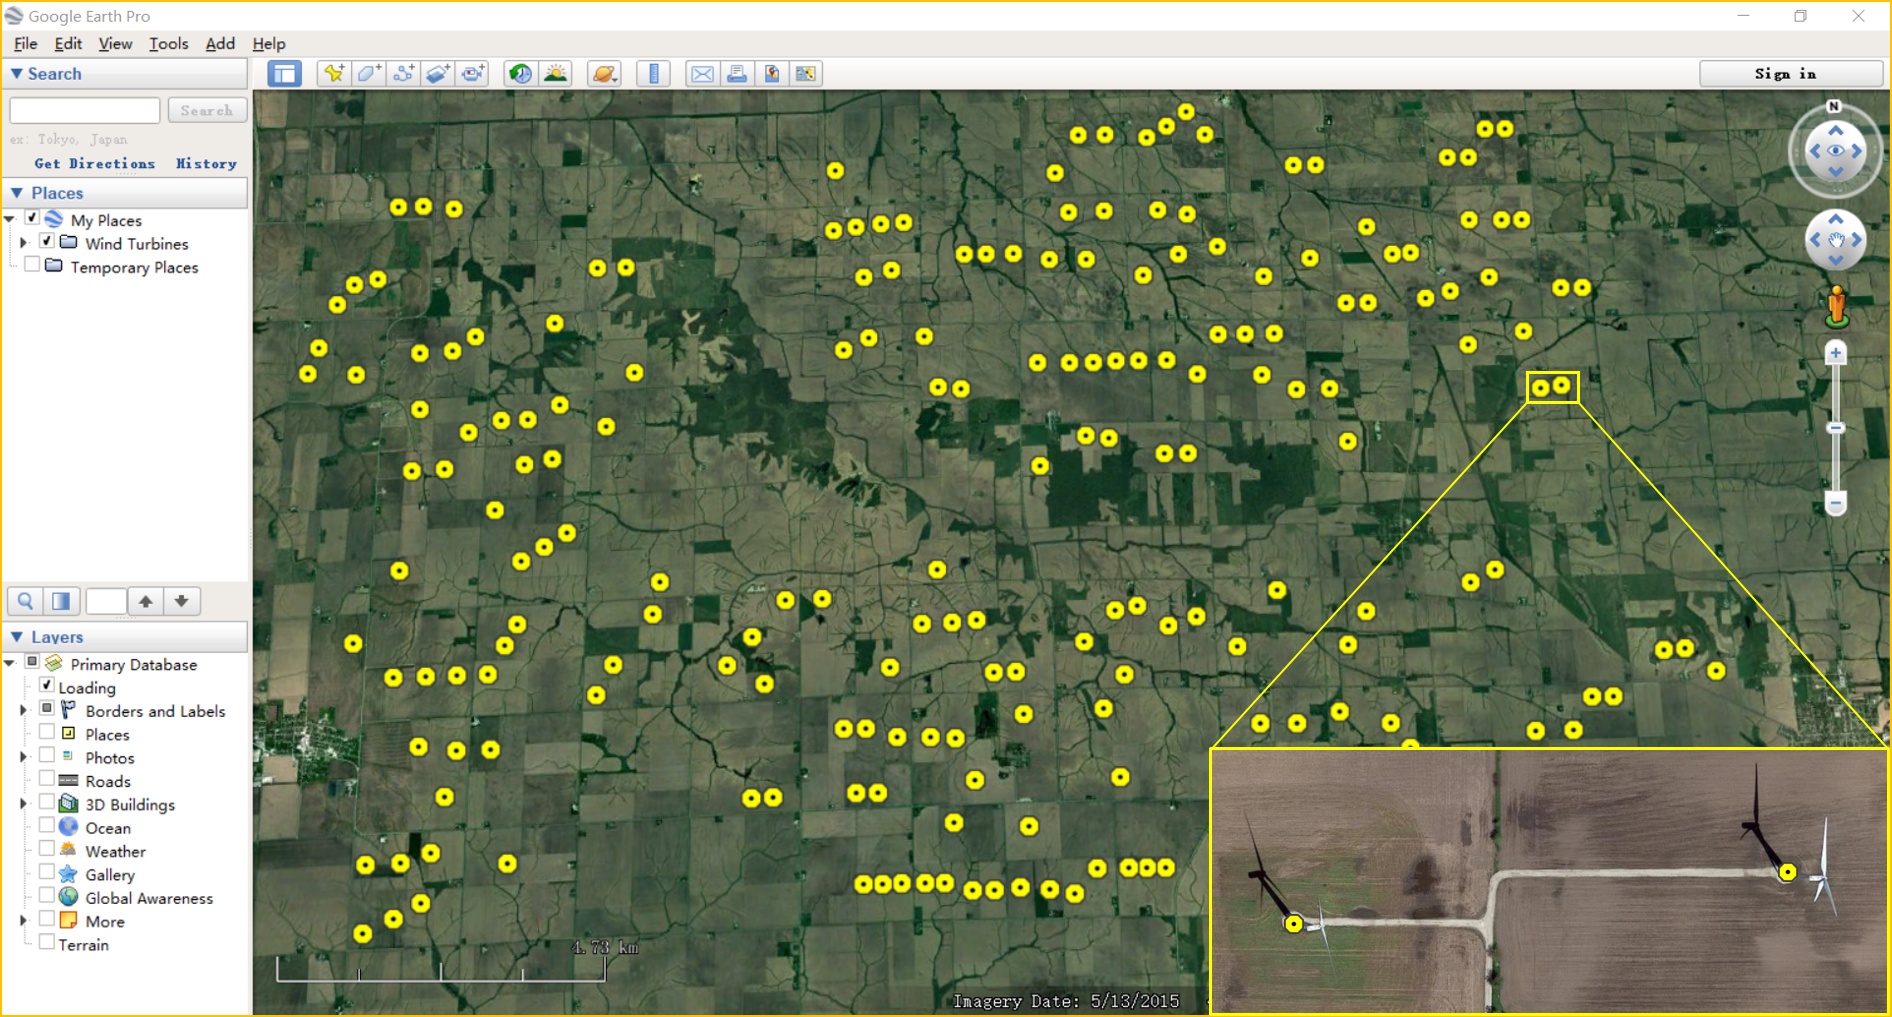 Google Earth Pro
File Edit View Tools Add Help
Search
Sign in
N
Search
ex: Tokyo, Japan
Get Directions History
Places
My Places
Wind Turbines
Temporary Places
Layers
Primary Database
Loading
Borders and Labels
Places
Photos
Roads
3D Buildings
Ocean
Weather
Gallery
Global Awareness
More
Terrain
4.73 km
Imagery Date: 5/13/2015